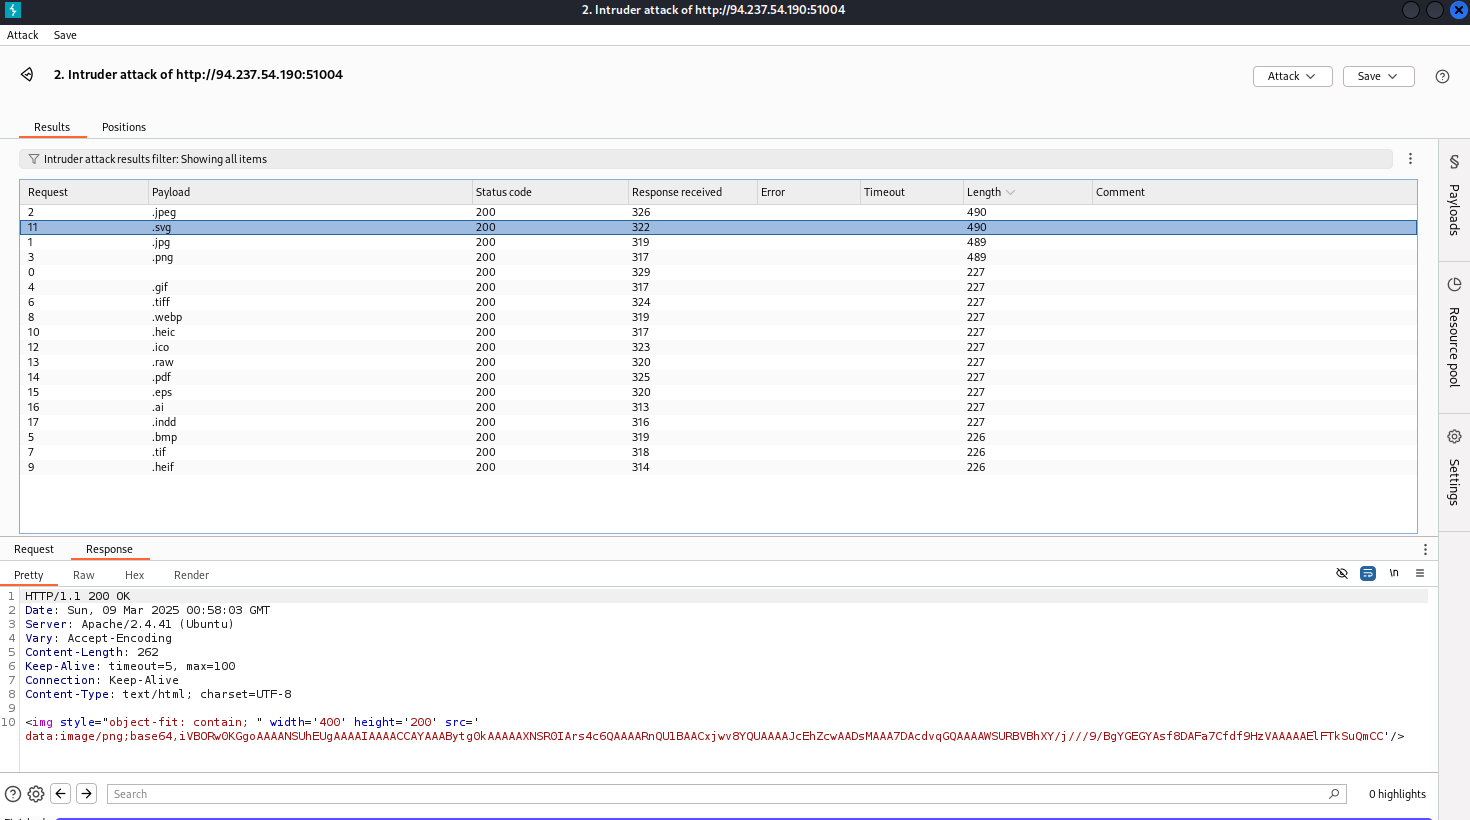 2. Intruder attack of http://94.237.54.190:51004
Attack Save
2. Intruder attack of http://94.237.54.190:51004
Attack Save
Results Positions
Intruder attack results filter: Showing all items
Request Payload Status code Response received Error Timeout Length Comment
2 .jpeg 200 326 490
11 .svg 200 322 490
1 .jpg 200 319 489
3 .png 200 317 489
0 200 329 227
4 .gif 200 317 227
6 .tiff 200 324 227
8 .webp 200 319 227
10 .heic 200 317 227
12 .ico 200 323 227
13 .raw 200 320 227
14 .pdf 200 325 227
15 .eps 200 320 227
16 .ai 200 313 227
17 .indd 200 316 227
5 .bmp 200 319 226
7 .tif 200 318 226
9 .heif 200 314 226
Payloads
Resource pool
Settings
Request Response
Pretty Raw Hex Render
\n
1 HTTP/1.1 200 OK
2 Date: Sun, 09 Mar 2025 00:58:03 GMT
3 Server: Apache/2.4.41 (Ubuntu)
4 Vary: Accept-Encoding
5 Content-Length: 262
6 Keep-Alive: timeout=5, max=100
7 Connection: Keep-Alive
8 Content-Type: text/html; charset=UTF-8
9
10 <img style="object-fit: contain; " width='400' height='200' src='
data:image/png;base64,iVBORw0KGgoAAAANSUhEUgAAAAIAAAACCAYAAABytg0kAAAAAXNSR0IArs4c6QAAAARnQU1BAACxjwv8YQUAAAAJcEhZcwAADsMAAA7DAcdvqGQAAAAWSURBVBhXY/j///9/BgYGEGYAsf8DAFa7Cfdf9HzVAAAAAElFTkSuQmCC'/>
Search
0 highlights